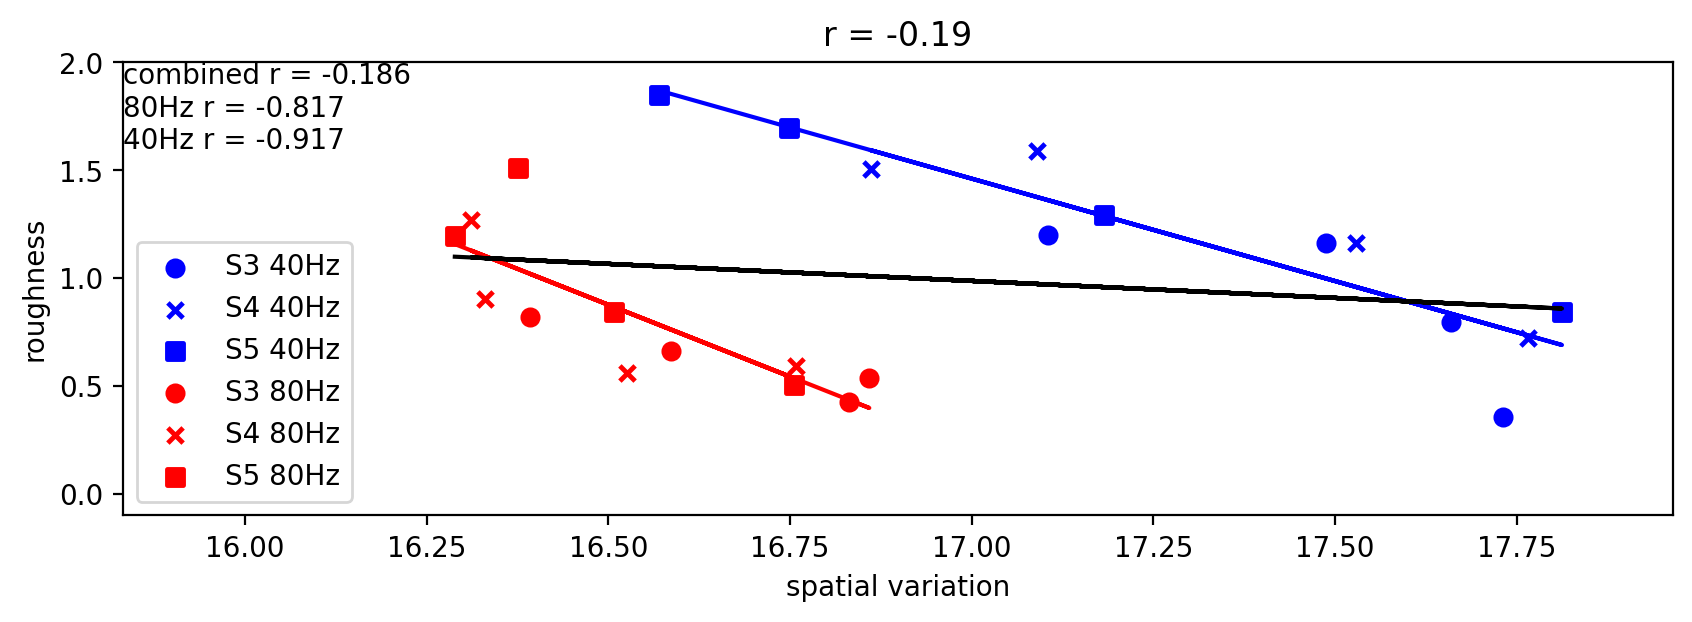 r = -0.19
combined r = -0.186
80Hz r = -0.817
40Hz r = -0.917
2.0
1.5
1.0
0.5
0.0
roughness
S3 40Hz
S4 40Hz
S5 40Hz
S3 80Hz
S4 80Hz
S5 80Hz
16.00 16.25 16.50 16.75 17.00 17.25 17.50 17.75
spatial variation